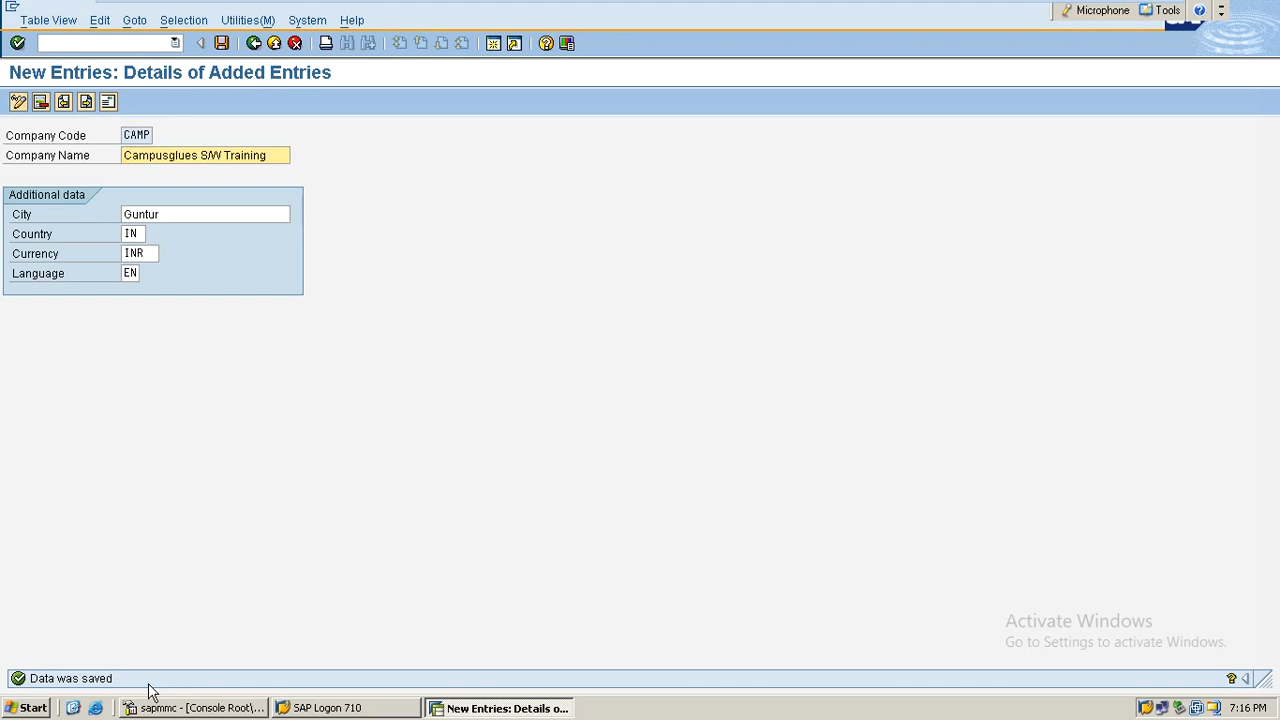 Microphone Tools
Table View Edit Goto Selection Utilities(M) System Help
New Entries: Details of Added Entries
Company Code CAMP
Company Name Campusglues S/W Training
Additional data
City Guntur
Country IN
Currency INR
Language EN
Activate Windows
Go to Settings to activate Windows.
Data was saved
Start sapmmc - [Console Root\... SAP Logon 710 New Entries: Details o... 7:16 PM